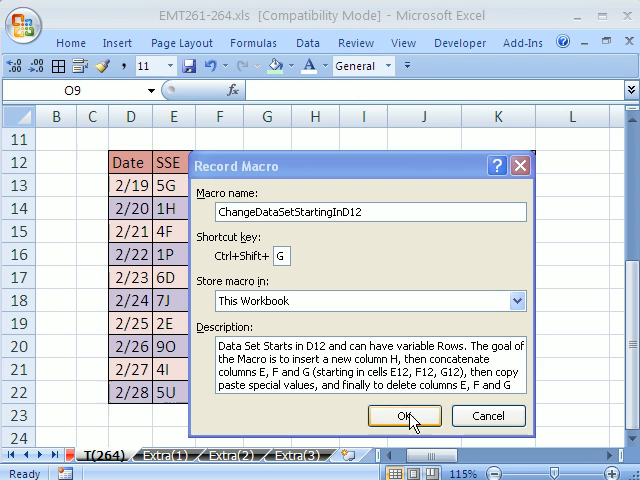 EMT261-264.xls [Compatibility Mode] - Microsoft Excel
Home Insert Page Layout Formulas Data Review View Developer Add-Ins
11 General
O9 fx
B C D E F G H I J K L
11
12 Date SSE
13 2/19 5G
14 2/20 1H
15 2/21 4F
16 2/22 1P
17 2/23 6D
18 2/24 7J
19 2/25 2E
20 2/26 9O
21 2/27 4I
22 2/28 5U
23
24
Record Macro
Macro name:
ChangeDataSetStartingInD12
Shortcut key:
Ctrl+Shift+ G
Store macro in:
This Workbook
Description:
Data Set Starts in D12 and can have variable Rows. The goal of
the Macro is to insert a new column H, then concatenate
columns E, F and G (starting in cells E12, F12, G12), then copy
paste special values, and finally to delete columns E, F and G
OK Cancel
T(264) Extra(1) Extra(2) Extra(3)
Ready 115%